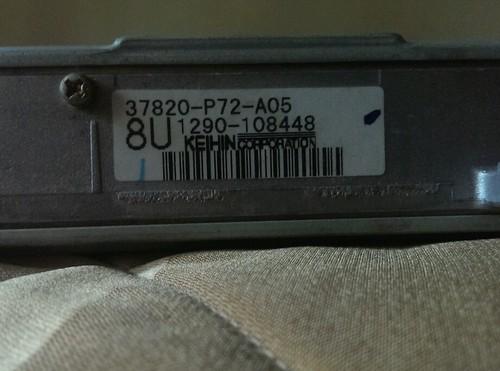 37820-P72-A05
8U 1290-108448
KEIHIN CORPORATION